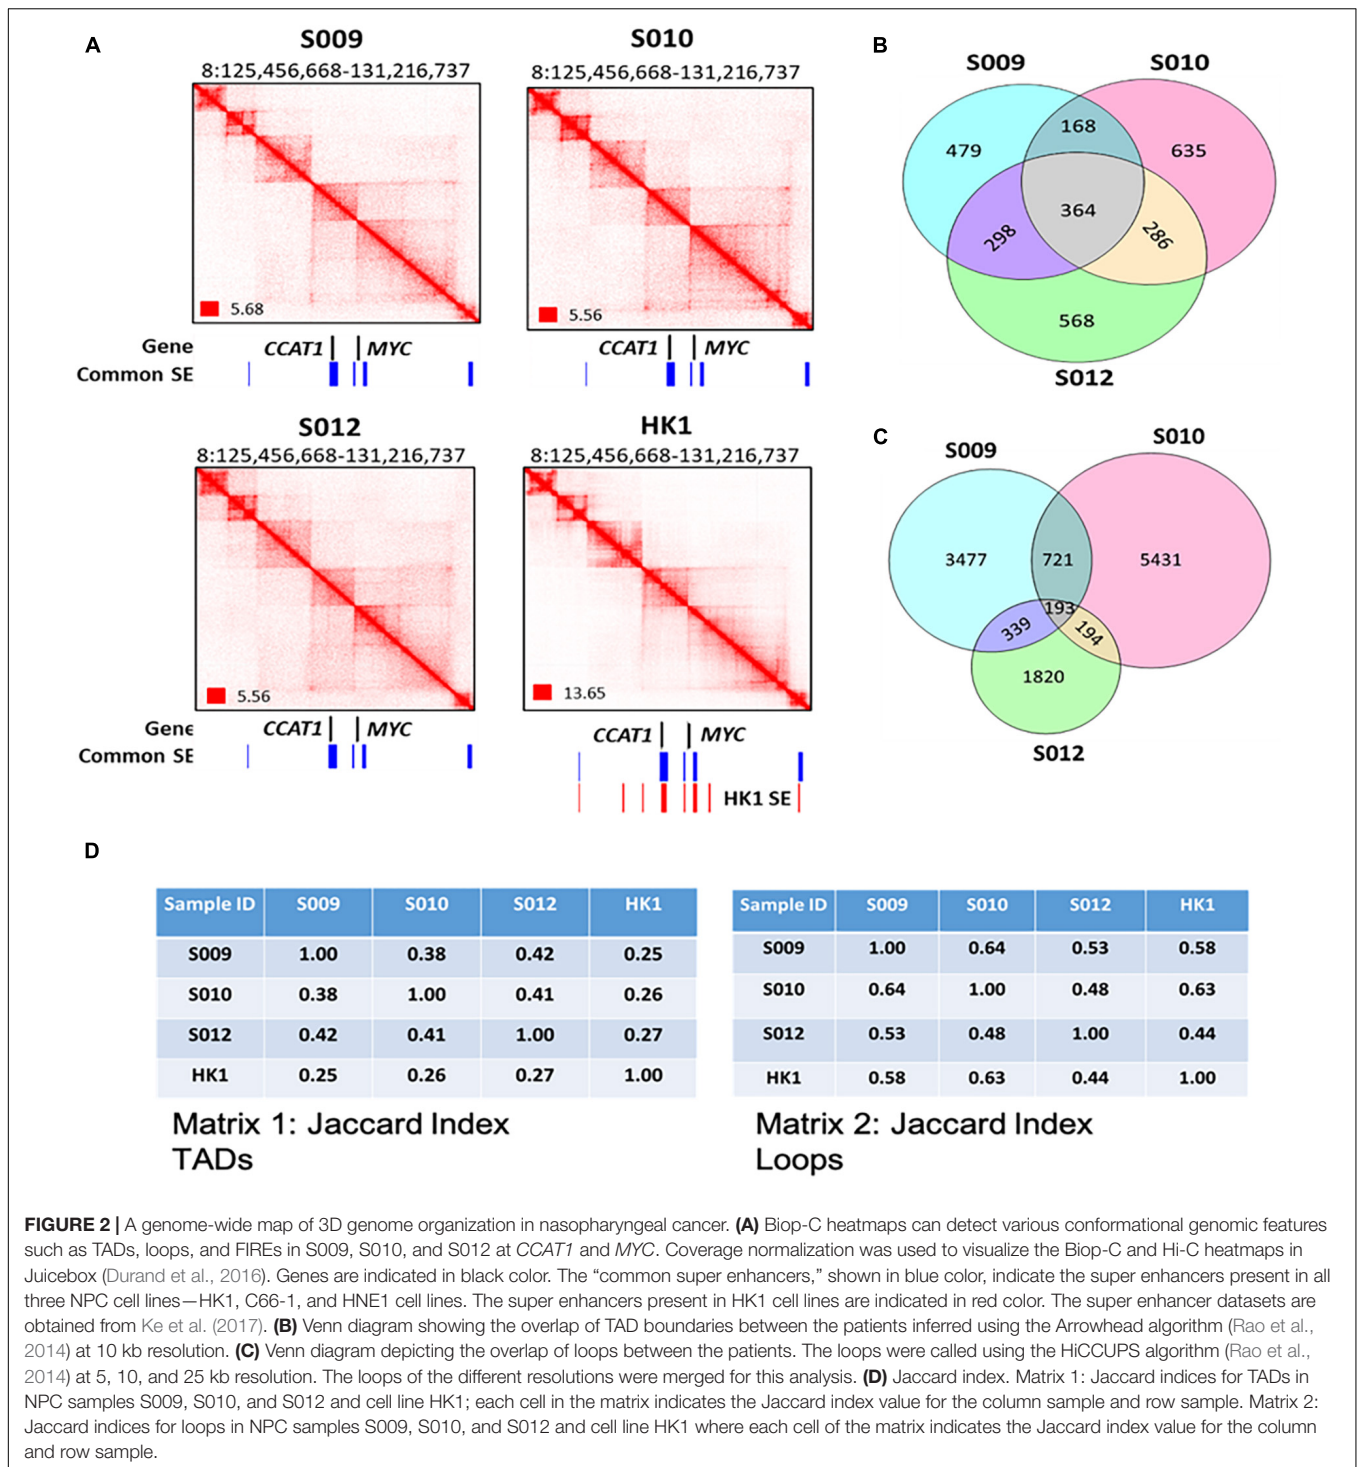 A
S009
8:125,456,668-131,216,737
5.68
Gene
CCAT1
MYC
Common SE
S010
8:125,456,668-131,216,737
5.56
CCAT1
MYC
S012
8:125,456,668-131,216,737
5.56
Gene
CCAT1
MYC
Common SE
HK1
8:125,456,668-131,216,737
13.65
CCAT1
MYC
HK1 SE
B
S009
S010
168
479
635
364
298
286
568
S012
C
S010
S009
3477
721
5431
193
339
194
1820
S012
D
Sample ID S009 S010 S012 HK1
S009 1.00 0.38 0.42 0.25
S010 0.38 1.00 0.41 0.26
S012 0.42 0.41 1.00 0.27
HK1 0.25 0.26 0.27 1.00
Matrix 1: Jaccard Index
TADs
Sample ID S009 S010 S012 HK1
S009 1.00 0.64 0.53 0.58
S010 0.64 1.00 0.48 0.63
S012 0.53 0.48 1.00 0.44
HK1 0.58 0.63 0.44 1.00
Matrix 2: Jaccard Index
Loops
FIGURE 2 | A genome-wide map of 3D genome organization in nasopharyngeal cancer. (A) Biop-C heatmaps can detect various conformational genomic features
such as TADs, loops, and FIREs in S009, S010, and S012 at CCAT1 and MYC. Coverage normalization was used to visualize the Biop-C and Hi-C heatmaps in
Juicebox (Durand et al., 2016). Genes are indicated in black color. The “common super enhancers,” shown in blue color, indicate the super enhancers present in all
three NPC cell lines—HK1, C66-1, and HNE1 cell lines. The super enhancers present in HK1 cell lines are indicated in red color. The super enhancer datasets are
obtained from Ke et al. (2017). (B) Venn diagram showing the overlap of TAD boundaries between the patients inferred using the Arrowhead algorithm (Rao et al.,
2014) at 10 kb resolution. (C) Venn diagram depicting the overlap of loops between the patients. The loops were called using the HiCCUPS algorithm (Rao et al.,
2014) at 5, 10, and 25 kb resolution. The loops of the different resolutions were merged for this analysis. (D) Jaccard index. Matrix 1: Jaccard indices for TADs in
NPC samples S009, S010, and S012 and cell line HK1; each cell in the matrix indicates the Jaccard index value for the column sample and row sample. Matrix 2:
Jaccard indices for loops in NPC samples S009, S010, and S012 and cell line HK1 where each cell of the matrix indicates the Jaccard index value for the column
and row sample.